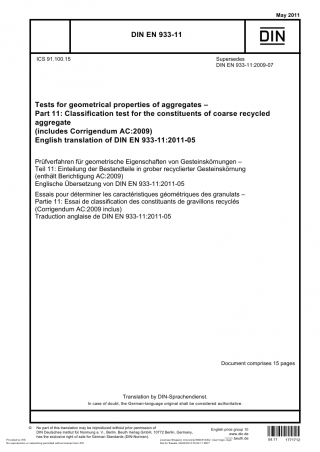 May 2011
DIN EN 933-11
DIN
ICS 91.100.15
Supersedes
DIN EN 933-11:2009-07
Tests for geometrical properties of aggregates –
Part 11: Classification test for the constituents of coarse recycled
aggregate
(includes Corrigendum AC:2009)
English translation of DIN EN 933-11:2011-05
Prüfverfahren für geometrische Eigenschaften von Gesteinskörnungen –
Teil 11: Einteilung der Bestandteile in grober recyclierter Gesteinskörnung
(enthält Berichtigung AC:2009)
Englische Übersetzung von DIN EN 933-11:2011-05
Essais pour déterminer les caractéristiques géométriques des granulats –
Partie 11: Essai de classification des constituants de gravillons recyclés
(Corrigendum AC:2009 inclus)
Traduction anglaise de DIN EN 933-11:2011-05
Document comprises 15 pages
Translation by DIN-Sprachendienst.
In case of doubt, the German-language original shall be considered authoritative.
© No part of this translation may be reproduced without prior permission of
DIN Deutsches Institut für Normung e. V., Berlin. Beuth Verlag GmbH, 10772 Berlin, Germany,
has the exclusive right of sale for German Standards (DIN-Normen).
English price group 10
www.din.de
www.beuth.de
04.11